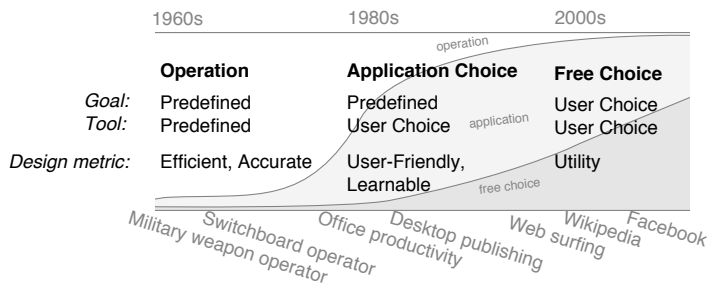 1960s 1980s 2000s
operation
Operation Application Choice Free Choice
Goal: Predefined Predefined User Choice
Tool: Predefined User Choice User Choice
application
Design metric: Efficient, Accurate User-Friendly, Utility
Learnable
free choice
Military weapon operator
Switchboard operator
Office productivity
Desktop publishing
Web surfing
Wikipedia
Facebook